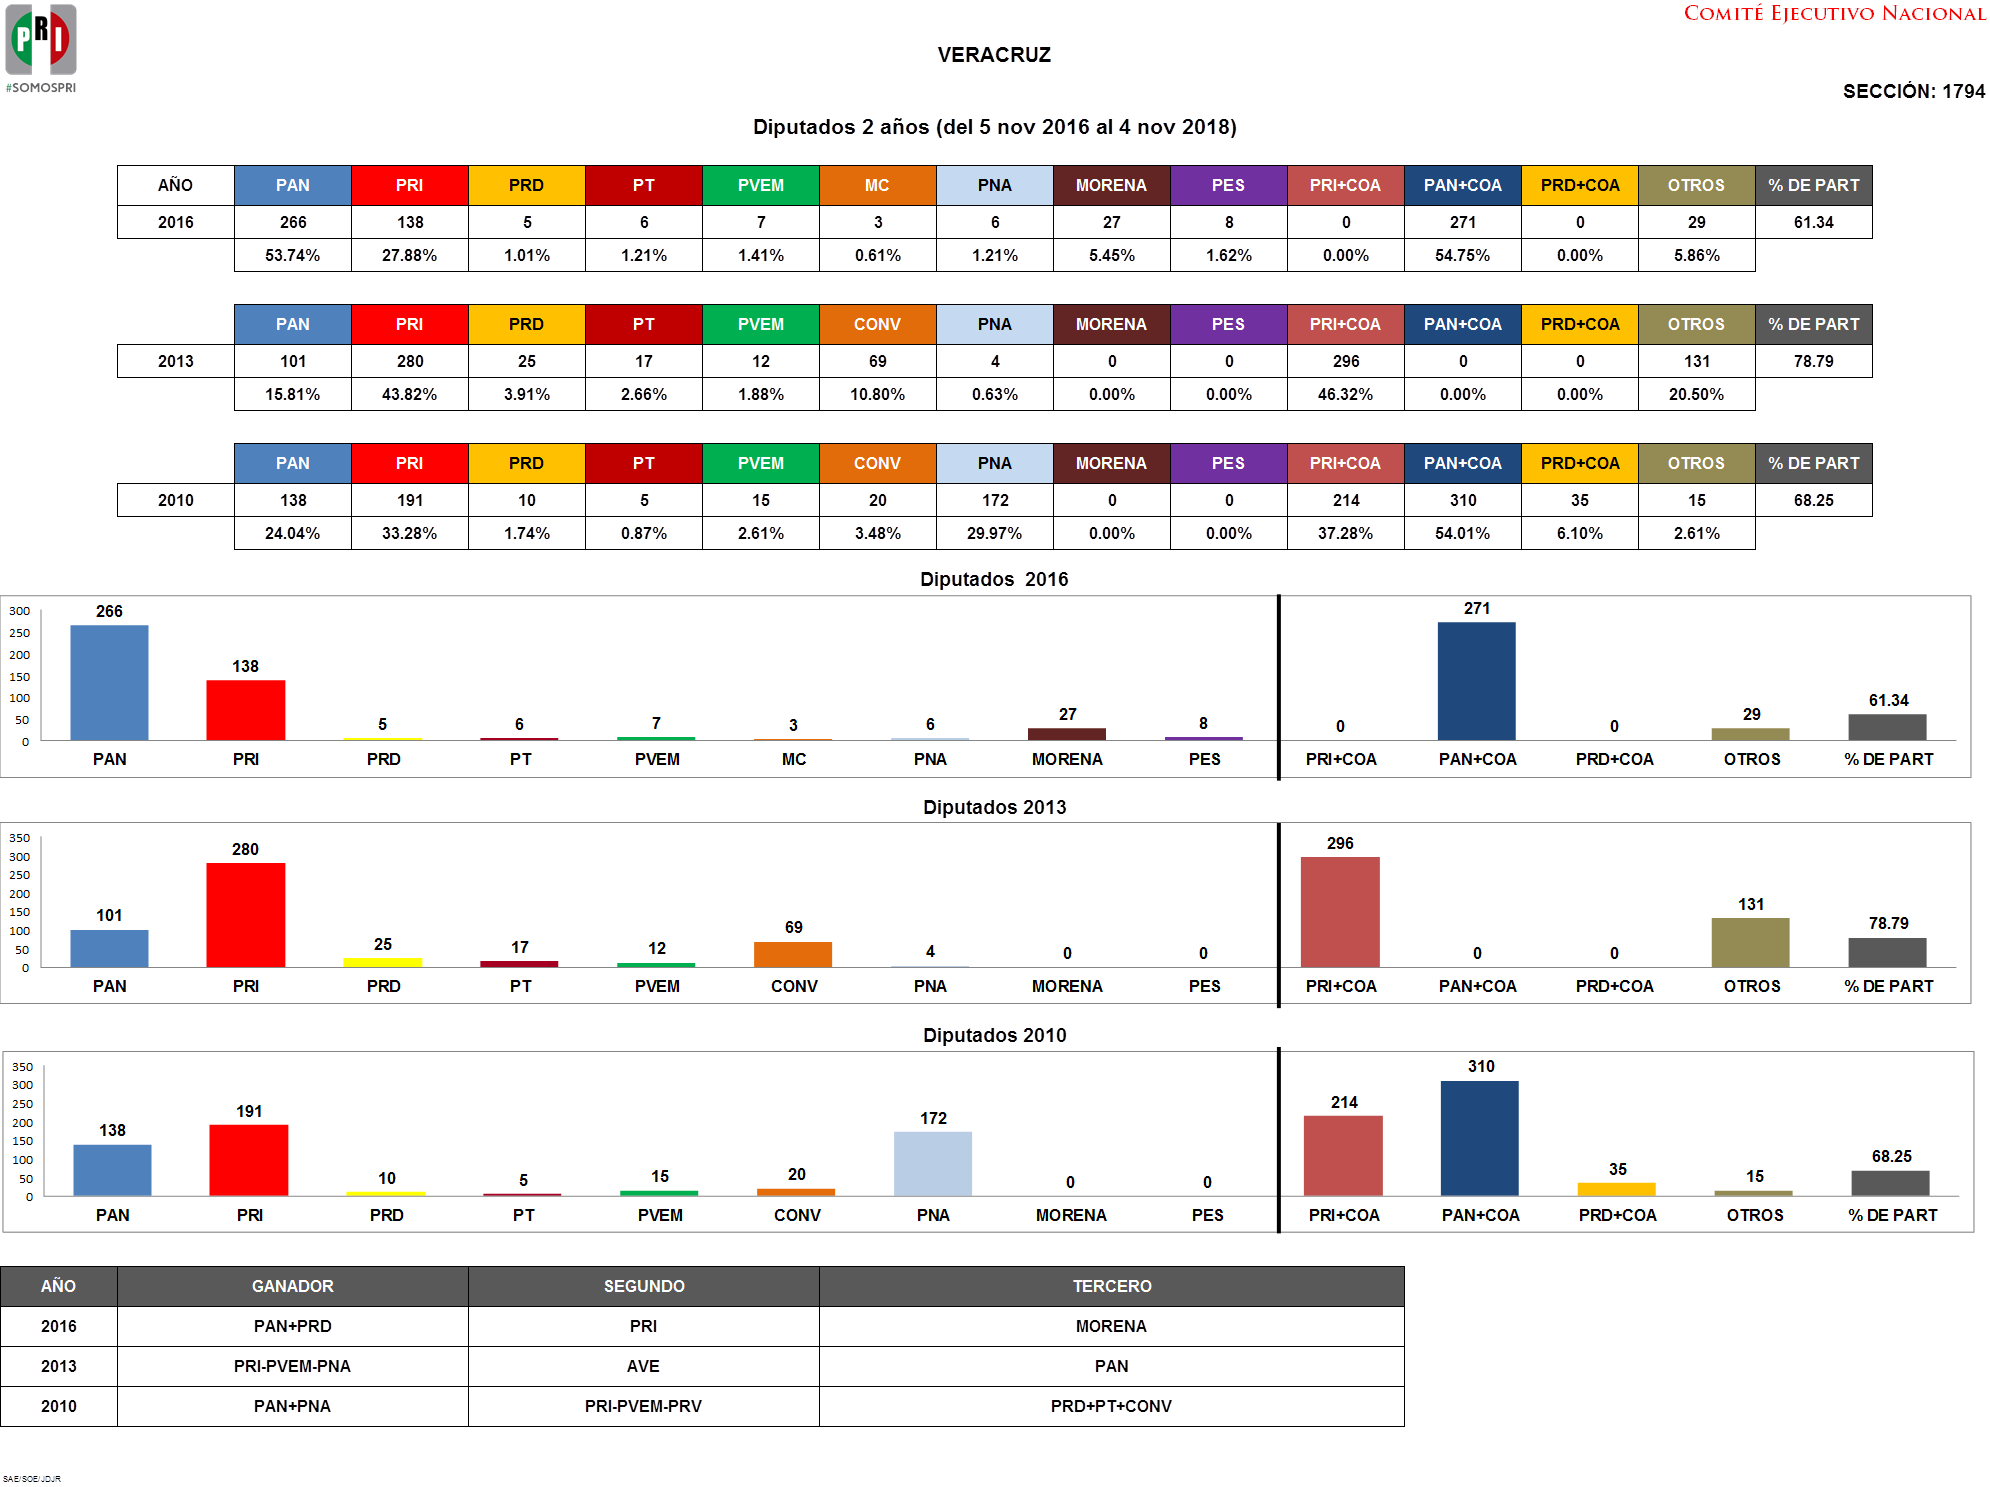 PRI
#SOMOSPRI
COMITÉ EJECUTIVO NACIONAL
VERACRUZ
SECCIÓN: 1794
Diputados 2 años (del 5 nov 2016 al 4 nov 2018)
AÑO PAN PRI PRD PT PVEM MC PNA MORENA PES PRI+COA PAN+COA PRD+COA OTROS % DE PART
2016 266 138 5 6 7 3 6 27 8 0 271 0 29 61.34
53.74% 27.88% 1.01% 1.21% 1.41% 0.61% 1.21% 5.45% 1.62% 0.00% 54.75% 0.00% 5.86%
PAN PRI PRD PT PVEM CONV PNA MORENA PES PRI+COA PAN+COA PRD+COA OTROS % DE PART
2013 101 280 25 17 12 69 4 0 0 296 0 0 131 78.79
15.81% 43.82% 3.91% 2.66% 1.88% 10.80% 0.63% 0.00% 0.00% 46.32% 0.00% 0.00% 20.50%
PAN PRI PRD PT PVEM CONV PNA MORENA PES PRI+COA PAN+COA PRD+COA OTROS % DE PART
2010 138 191 10 5 15 20 172 0 0 214 310 35 15 68.25
24.04% 33.28% 1.74% 0.87% 2.61% 3.48% 29.97% 0.00% 0.00% 37.28% 54.01% 6.10% 2.61%
Diputados 2016
300
250
200
150
100
50
0
266 138 5 6 7 3 6 27 8 0 271 0 29 61.34
PAN PRI PRD PT PVEM MC PNA MORENA PES PRI+COA PAN+COA PRD+COA OTROS % DE PART
Diputados 2013
350
300
250
200
150
100
50
0
101 280 25 17 12 69 4 0 0 296 0 0 131 78.79
PAN PRI PRD PT PVEM CONV PNA MORENA PES PRI+COA PAN+COA PRD+COA OTROS % DE PART
Diputados 2010
350
300
250
200
150
100
50
0
138 191 10 5 15 20 172 0 0 214 310 35 15 68.25
PAN PRI PRD PT PVEM CONV PNA MORENA PES PRI+COA PAN+COA PRD+COA OTROS % DE PART
AÑO GANADOR SEGUNDO TERCERO
2016 PAN+PRD PRI MORENA
2013 PRI-PVEM-PNA AVE PAN
2010 PAN+PNA PRI-PVEM-PRV PRD+PT+CONV
SAE/SOE/JDJR